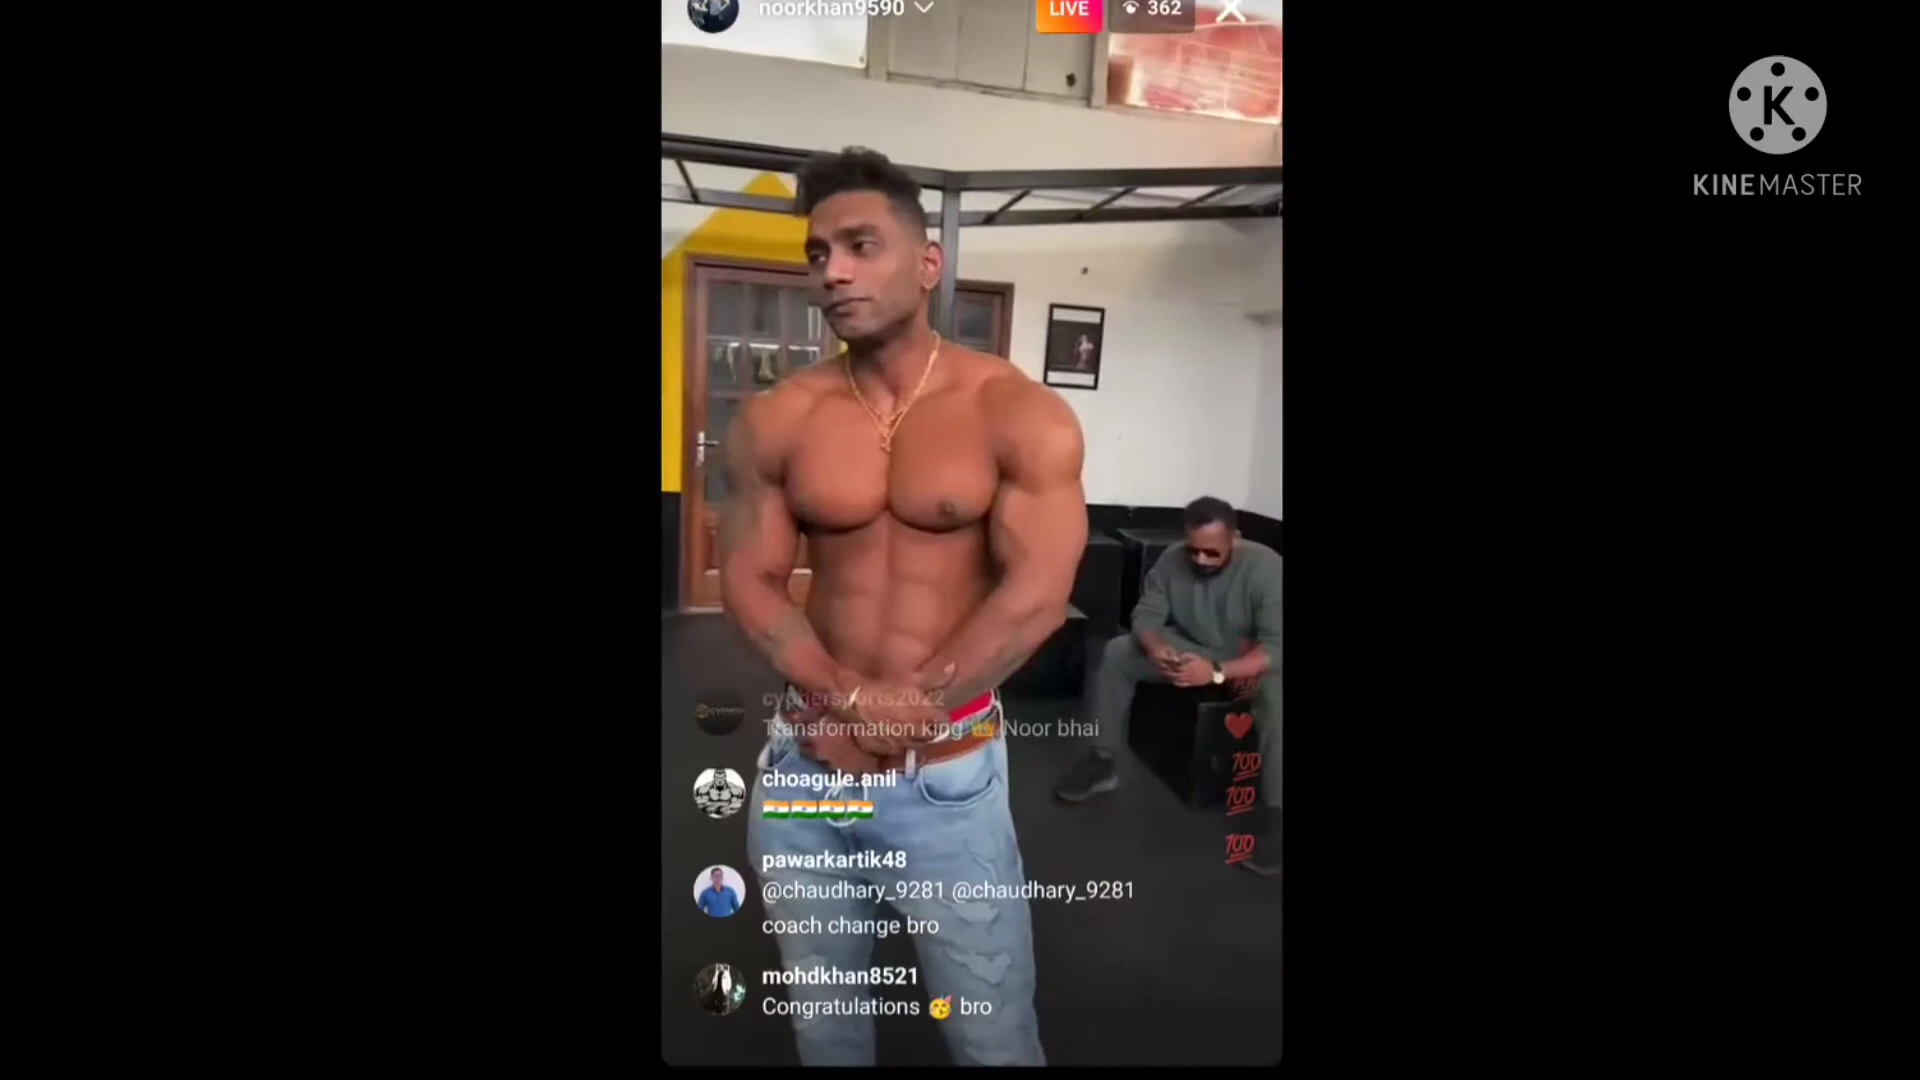 noorkhan9590
LIVE
362
KINEMASTER
cyphersports2022
Transformation king 👑 Noor bhai
choagule.anil
🇮🇳🇮🇳🇮🇳🇮🇳
pawarkartik48
@chaudhary_9281 @chaudhary_9281
coach change bro
mohdkhan8521
Congratulations 🥳 bro
💯
💯
💯